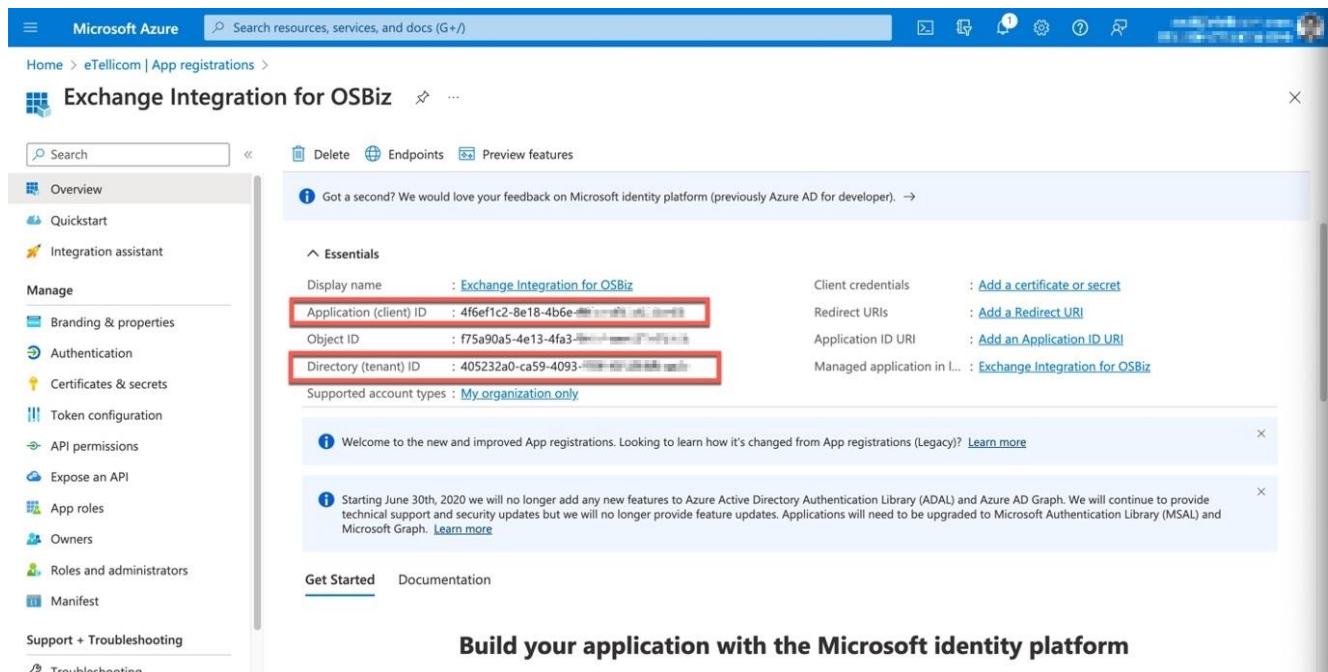 Microsoft Azure
Search resources, services, and docs (G+/)
1
Home > eTellicom | App registrations >
Exchange Integration for OSBiz
Search
Overview
Quickstart
Integration assistant
Manage
Branding & properties
Authentication
Certificates & secrets
Token configuration
API permissions
Expose an API
App roles
Owners
Roles and administrators
Manifest
Support + Troubleshooting
Troubleshooting
Delete Endpoints Preview features
Got a second? We would love your feedback on Microsoft identity platform (previously Azure AD for developer). →
Essentials
Display name : Exchange Integration for OSBiz
Application (client) ID : 4f6ef1c2-8e18-4b6e-
Object ID : f75a90a5-4e13-4fa3-
Directory (tenant) ID : 405232a0-ca59-4093-
Supported account types : My organization only
Client credentials : Add a certificate or secret
Redirect URIs : Add a Redirect URI
Application ID URI : Add an Application ID URI
Managed application in l... : Exchange Integration for OSBiz
Welcome to the new and improved App registrations. Looking to learn how it's changed from App registrations (Legacy)? Learn more
Starting June 30th, 2020 we will no longer add any new features to Azure Active Directory Authentication Library (ADAL) and Azure AD Graph. We will continue to provide
technical support and security updates but we will no longer provide feature updates. Applications will need to be upgraded to Microsoft Authentication Library (MSAL) and
Microsoft Graph. Learn more
Get Started Documentation
Build your application with the Microsoft identity platform